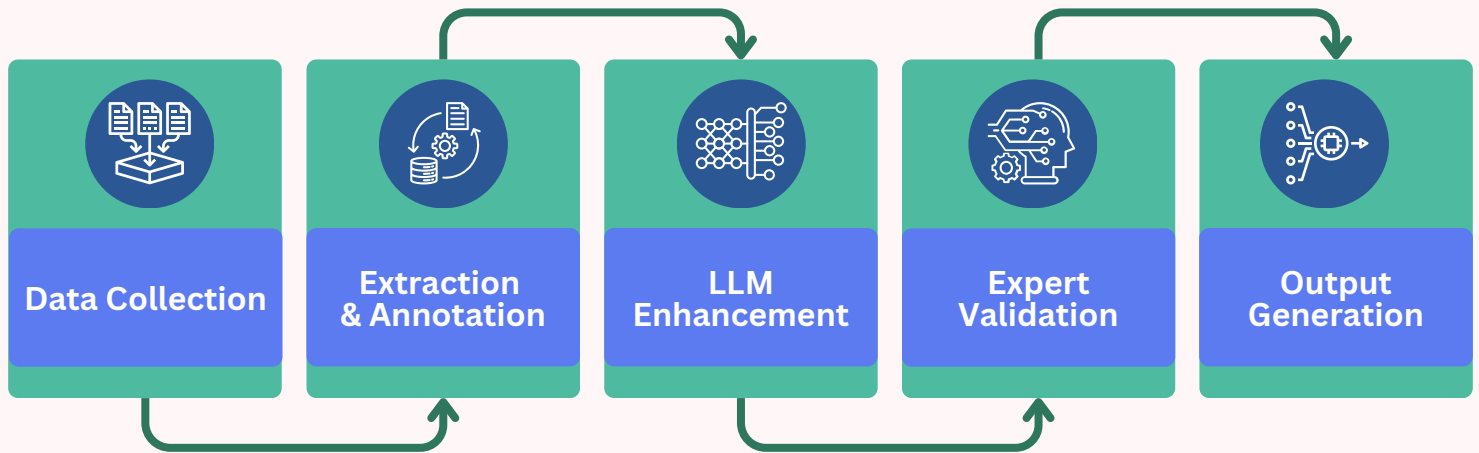 Data Collection
Extraction
& Annotation
LLM
Enhancement
Expert
Validation
Output
Generation